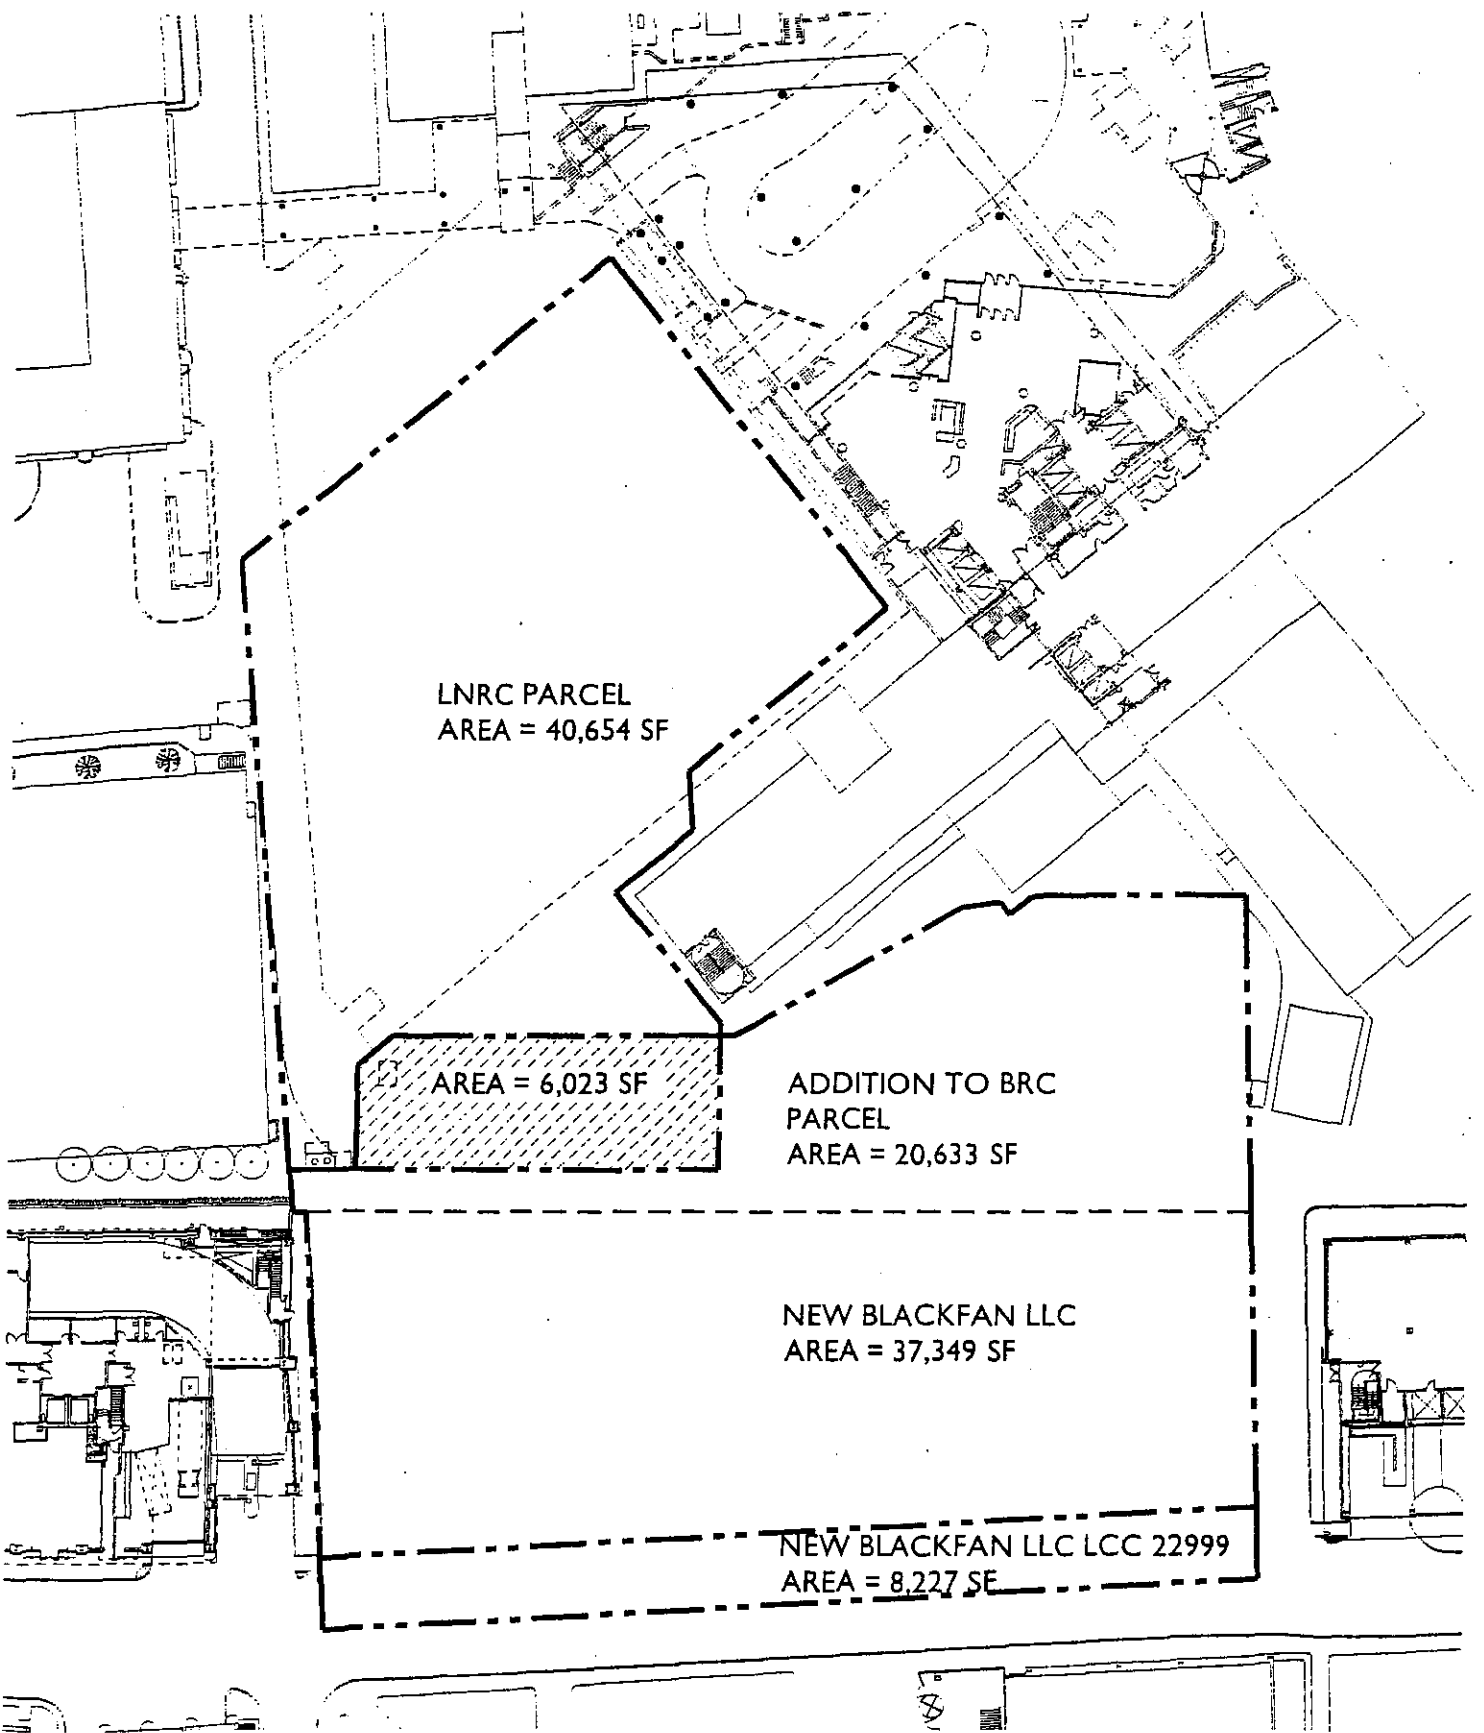 LNRC PARCEL
AREA = 40,654 SF
AREA = 6,023 SF
ADDITION TO BRC
PARCEL
AREA = 20,633 SF
NEW BLACKFAN LLC
AREA = 37,349 SF
NEW BLACKFAN LLC LCC 22999
AREA = 8,227 SF